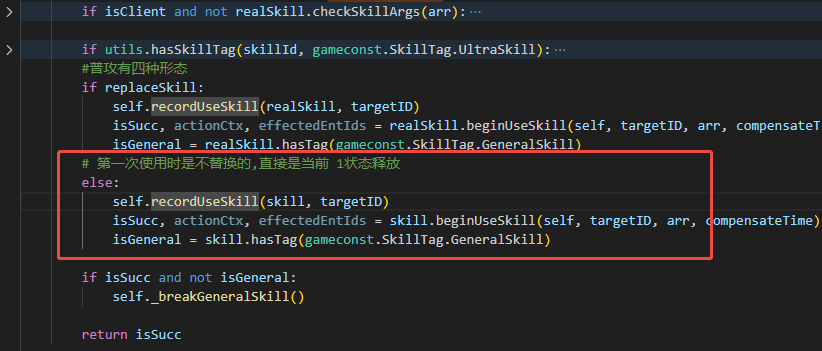 if isClient and not realSkill.checkSkillArgs(arr):…
if utils.hasSkillTag(skillId, gameconst.SkillTag.UltraSkill):…
#普攻有四种形态
if replaceSkill:
self.recordUseSkill(realSkill, targetID)
isSucc, actionCtx, effectedEntIds = realSkill.beginUseSkill(self, targetID, arr, compensateT
isGeneral = realSkill.hasTag(gameconst.SkillTag.GeneralSkill)
# 第一次使用时是不替换的,直接是当前 1状态释放
else:
self.recordUseSkill(skill, targetID)
isSucc, actionCtx, effectedEntIds = skill.beginUseSkill(self, targetID, arr, compensateTime)
isGeneral = skill.hasTag(gameconst.SkillTag.GeneralSkill)
if isSucc and not isGeneral:
self._breakGeneralSkill()
return isSucc